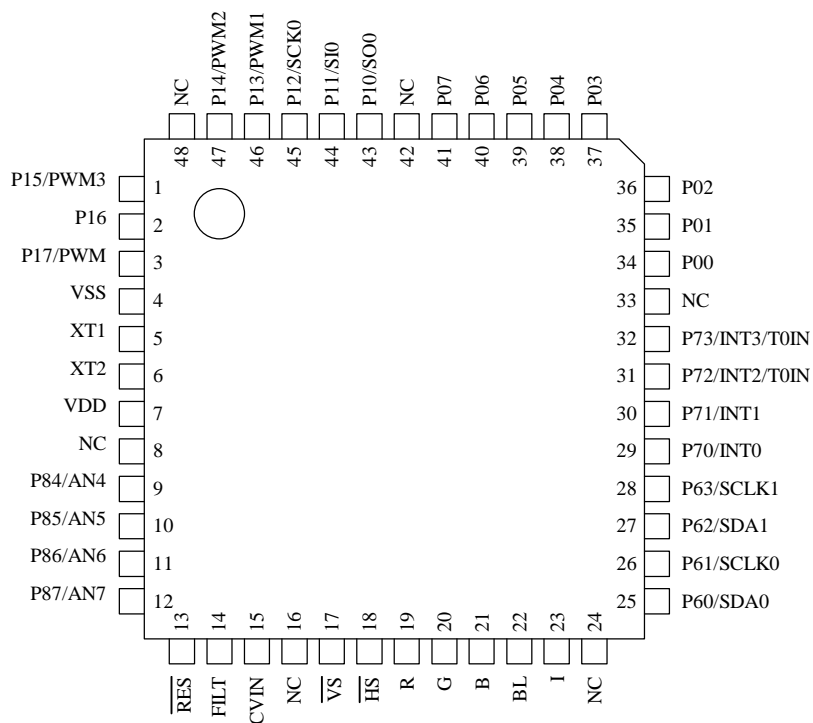 NC
P14/PWM2
P13/PWM1
P12/SCK0
P11/SI0
P10/SO0
NC
P07
P06
P05
P04
P03
48
47
46
45
44
43
42
41
40
39
38
37
P15/PWM3 1
P16 2
P17/PWM 3
VSS 4
XT1 5
XT2 6
VDD 7
NC 8
P84/AN4 9
P85/AN5 10
P86/AN6 11
P87/AN7 12
36 P02
35 P01
34 P00
33 NC
32 P73/INT3/T0IN
31 P72/INT2/T0IN
30 P71/INT1
29 P70/INT0
28 P63/SCLK1
27 P62/SDA1
26 P61/SCLK0
25 P60/SDA0
13
14
15
16
17
18
19
20
21
22
23
24
RES
FILT
CVIN
NC
VS
HS
R
G
B
BL
I
NC